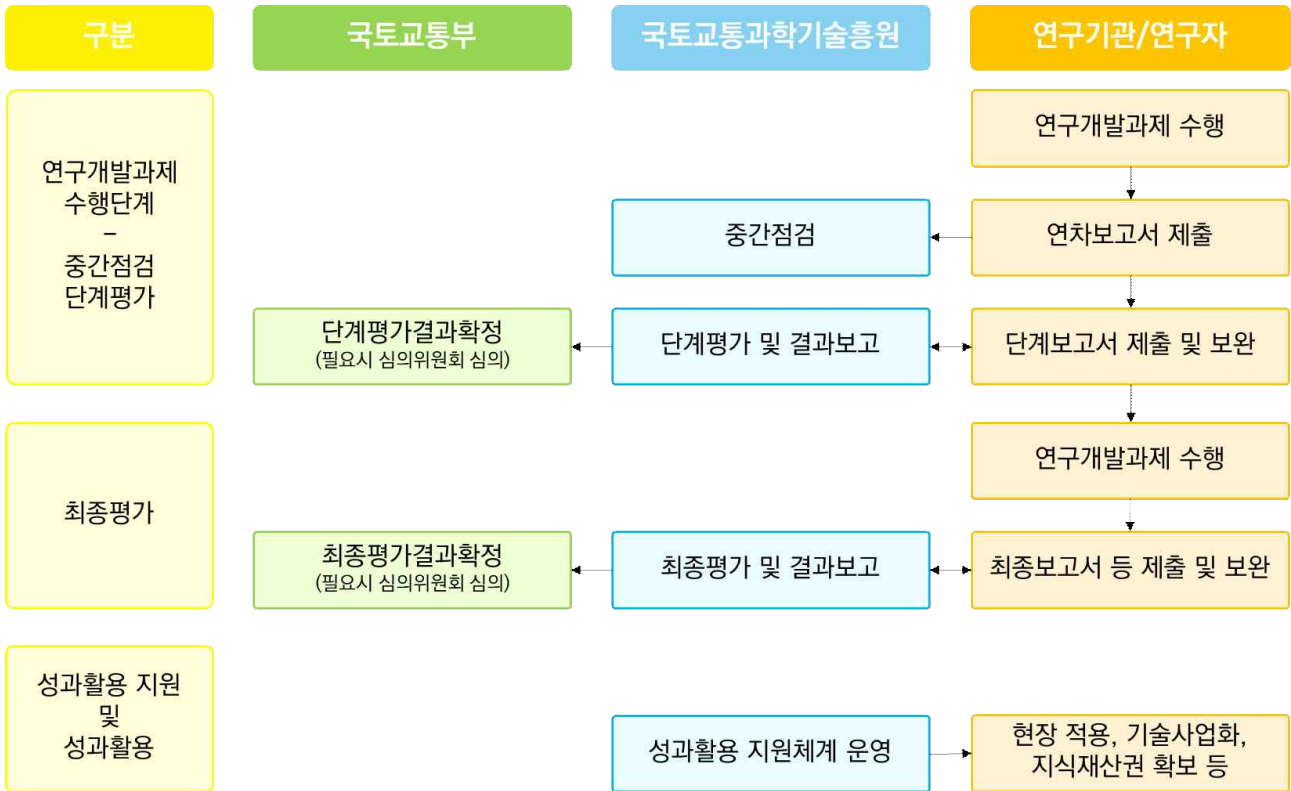 구분
국토교통부
국토교통과학기술흥원
연구기관/연구자
연구개발과제
수행단계
–
중간점검
단계평가
연구개발과제 수행
중간점검
연차보고서 제출
단계평가결과확정
(필요시 심의위원회 심의)
단계평가 및 결과보고
단계보고서 제출 및 보완
최종평가
연구개발과제 수행
최종평가결과확정
(필요시 심의위원회 심의)
최종평가 및 결과보고
최종보고서 등 제출 및 보완
성과활용 지원
및
성과활용
성과활용 지원체계 운영
현장 적용, 기술사업화,
지식재산권 확보 등